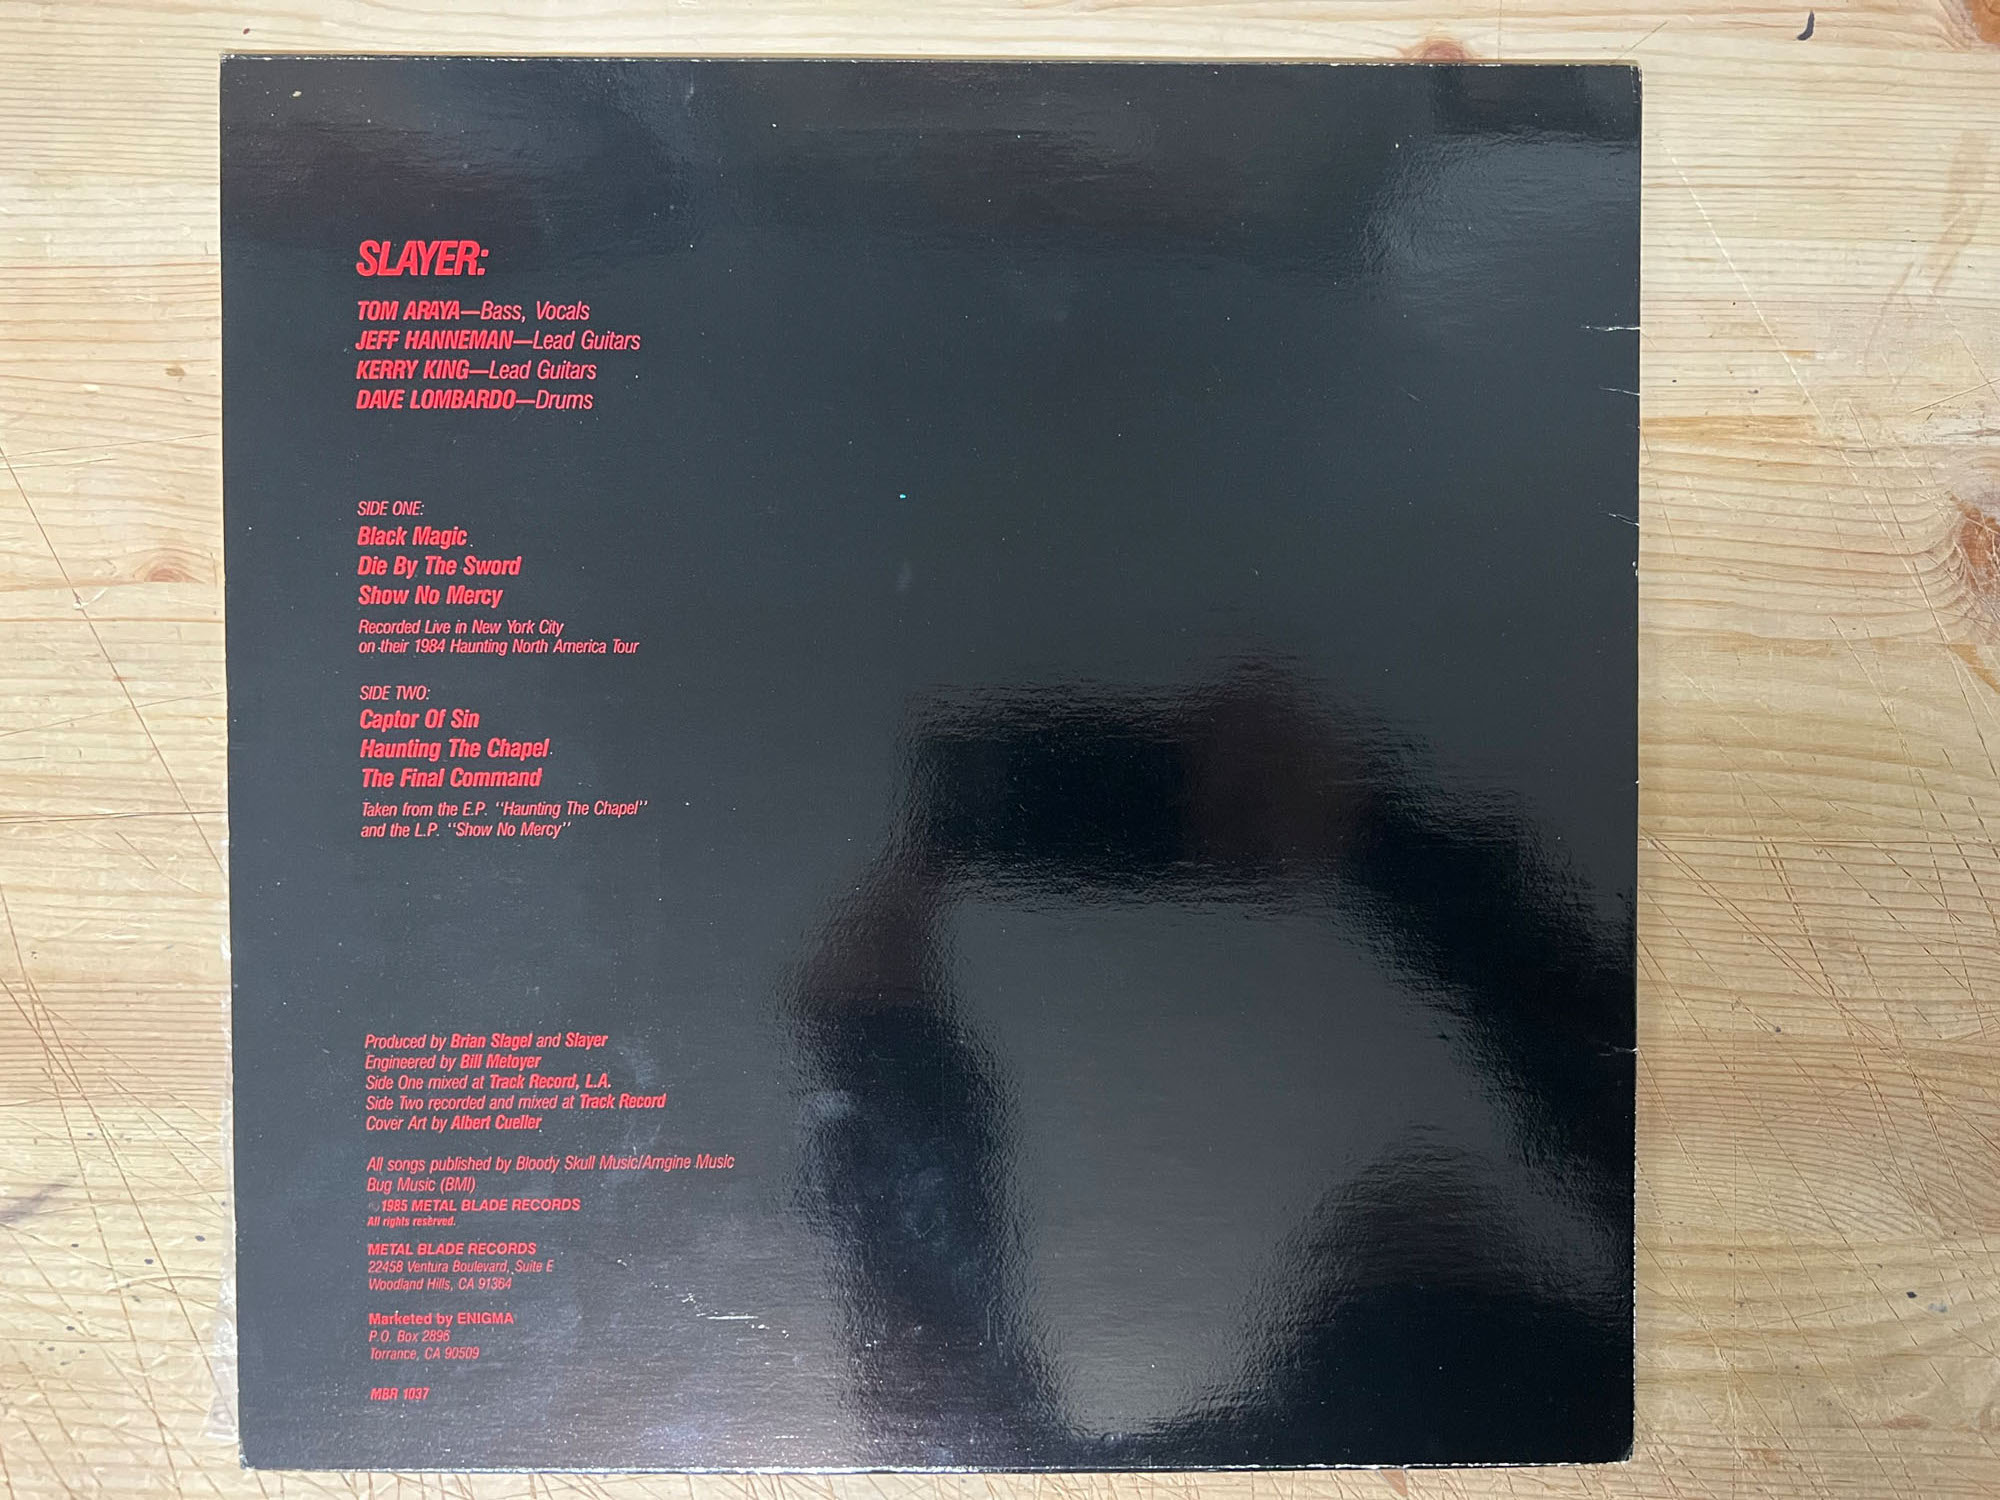 SLAYER:
TOM ARAYA—Bass, Vocals
JEFF HANNEMAN—Lead Guitars
KERRY KING—Lead Guitars
DAVE LOMBARDO—Drums
SIDE ONE:
Black Magic
Die By The Sword
Show No Mercy
Recorded Live in New York City
on their 1984 Haunting North America Tour
SIDE TWO:
Captor Of Sin
Haunting The Chapel
The Final Command
Taken from the E.P. "Haunting The Chapel"
and the L.P. "Show No Mercy"
Produced by Brian Slagel and Slayer
Engineered by Bill Metoyer
Side One mixed at Track Record, L.A.
Side Two recorded and mixed at Track Record
Cover Art by Albert Cueller
All songs published by Bloody Skull Music/Amgine Music
Bug Music (BMI)
©1985 METAL BLADE RECORDS
All rights reserved.
METAL BLADE RECORDS
22458 Ventura Boulevard, Suite E
Woodland Hills, CA 91364
Marketed by ENIGMA
P.O. Box 2896
Torrance, CA 90509
MBR 1037